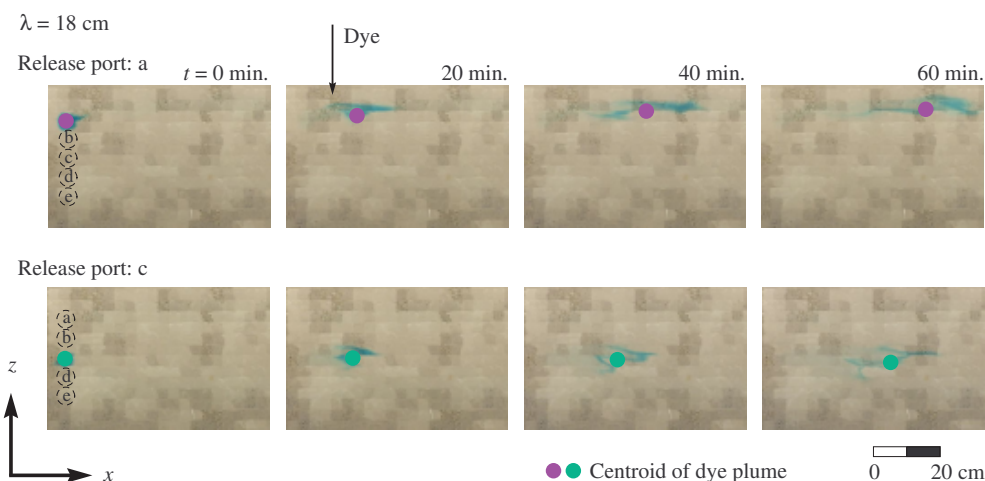 λ = 18 cm
Dye
Release port: a
t = 0 min.
20 min.
40 min.
60 min.
b
c
d
e
Release port: c
a
b
d
e
z
x
Centroid of dye plume
0
20 cm